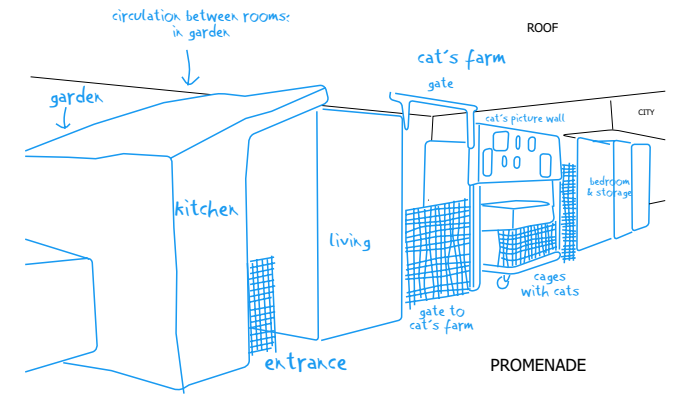 circulation between rooms:
in garden
ROOF
cat's farm
gate
garden
cat's picture wall
CITY
kitchen
bedroom
& storage
living
cages
with cats
gate to
cat's farm
entrance
PROMENADE